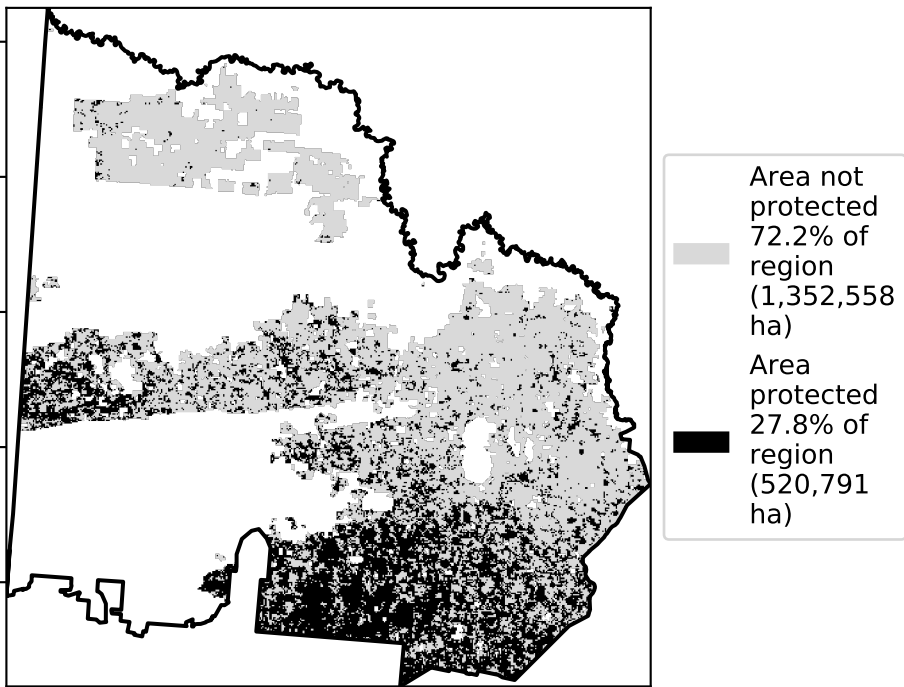 Area not
protected
72.2% of
region
(1,352,558
ha)
Area
protected
27.8% of
region
(520,791
ha)